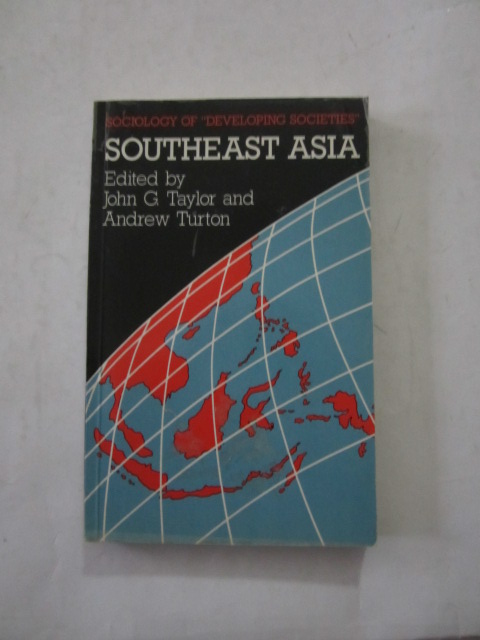 SOCIOLOGY OF "DEVELOPING SOCIETIES"
SOUTHEAST ASIA
Edited by
John G. Taylor and
Andrew Turton